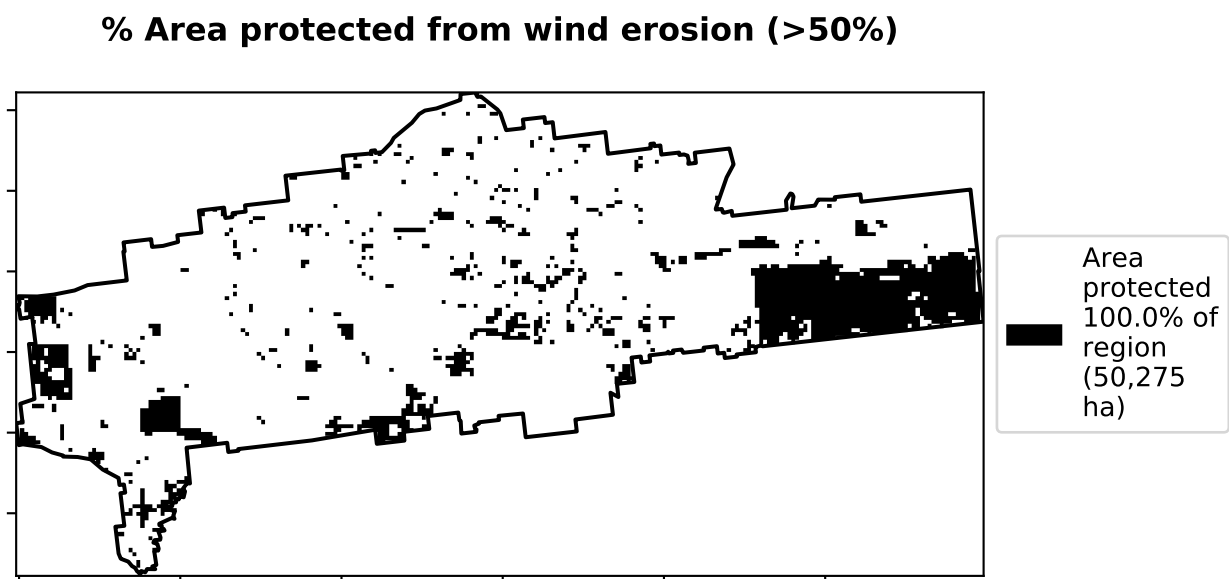 % Area protected from wind erosion (>50%)
Area
protected
100.0% of
region
(50,275
ha)